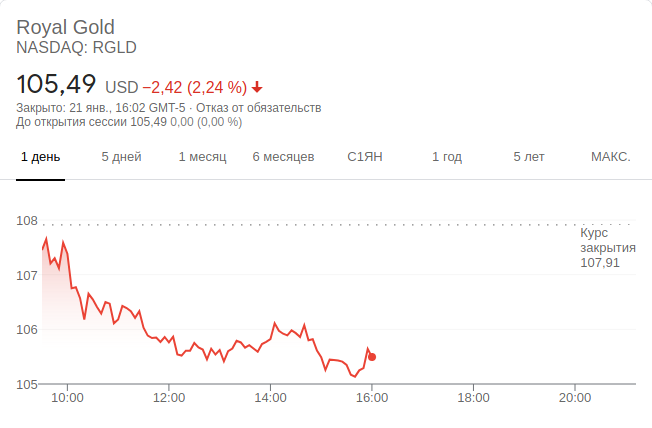 Royal Gold
NASDAQ: RGLD
105,49 USD −2,42 (2,24 %)
Закрыто: 21 янв., 16:02 GMT-5 · Отказ от обязательств
До открытия сессии 105,49 0,00 (0,00 %)
1 день 5 дней 1 месяц 6 месяцев С1ЯН 1 год 5 лет МАКС.
108
Курс
закрытия
107,91
107
106
105
10:00 12:00 14:00 16:00 18:00 20:00